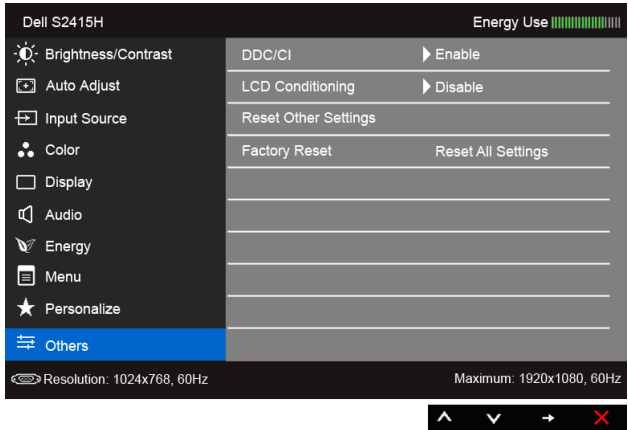 Dell S2415H Energy Use
Brightness/Contrast DDC/CI Enable
Auto Adjust LCD Conditioning Disable
Input Source Reset Other Settings
Color Factory Reset Reset All Settings
Display
Audio
Energy
Menu
Personalize
Others
Resolution: 1024x768, 60Hz Maximum: 1920x1080, 60Hz